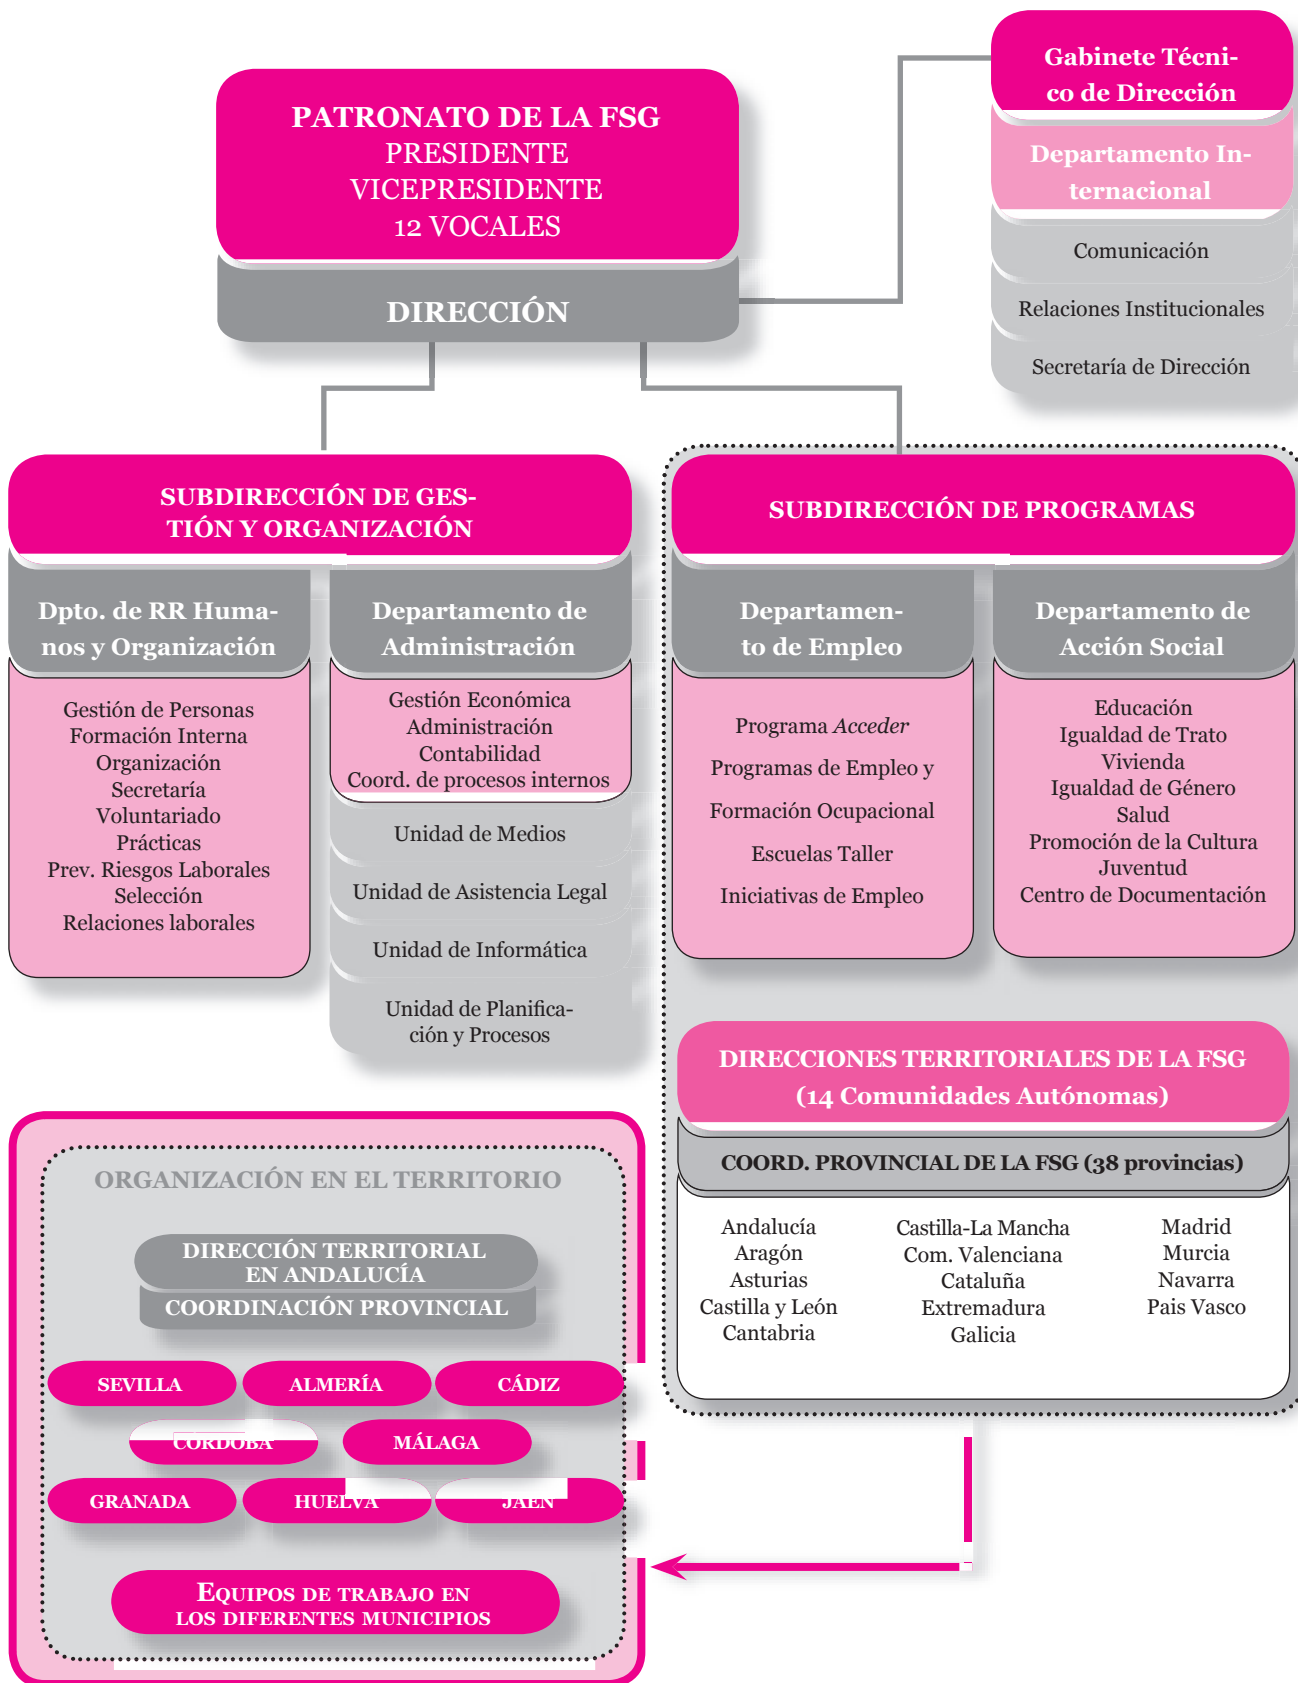 PATRONATO DE LA FSG
PRESIDENTE
VICEPRESIDENTE
12 VOCALES
DIRECCIÓN
Gabinete Técni-
co de Dirección
Departamento In-
ternacional
Comunicación
Relaciones Institucionales
Secretaría de Dirección
SUBDIRECCIÓN DE GES-
TIÓN Y ORGANIZACIÓN
Dpto. de RR Huma-
nos y Organización
Gestión de Personas
Formación Interna
Organización
Secretaría
Voluntariado
Prácticas
Prev. Riesgos Laborales
Selección
Relaciones laborales
Departamento de
Administración
Gestión Económica
Administración
Contabilidad
Coord. de procesos internos
Unidad de Medios
Unidad de Asistencia Legal
Unidad de Informática
Unidad de Planifica-
ción y Procesos
SUBDIRECCIÓN DE PROGRAMAS
Departamen-
to de Empleo
Programa Acceder
Programas de Empleo y
Formación Ocupacional
Escuelas Taller
Iniciativas de Empleo
Departamento de
Acción Social
Educación
Igualdad de Trato
Vivienda
Igualdad de Género
Salud
Promoción de la Cultura
Juventud
Centro de Documentación
DIRECCIONES TERRITORIALES DE LA FSG
(14 Comunidades Autónomas)
COORD. PROVINCIAL DE LA FSG (38 provincias)
Andalucía
Aragón
Asturias
Castilla y León
Cantabria
Castilla-La Mancha
Com. Valenciana
Cataluña
Extremadura
Galicia
Madrid
Murcia
Navarra
Pais Vasco
ORGANIZACIÓN EN EL TERRITORIO
DIRECCIÓN TERRITORIAL
EN ANDALUCÍA
COORDINACIÓN PROVINCIAL
SEVILLA
ALMERÍA
CÁDIZ
CÓRDOBA
MÁLAGA
GRANADA
HUELVA
JAÉN
EQUIPOS DE TRABAJO EN
LOS DIFERENTES MUNICIPIOS